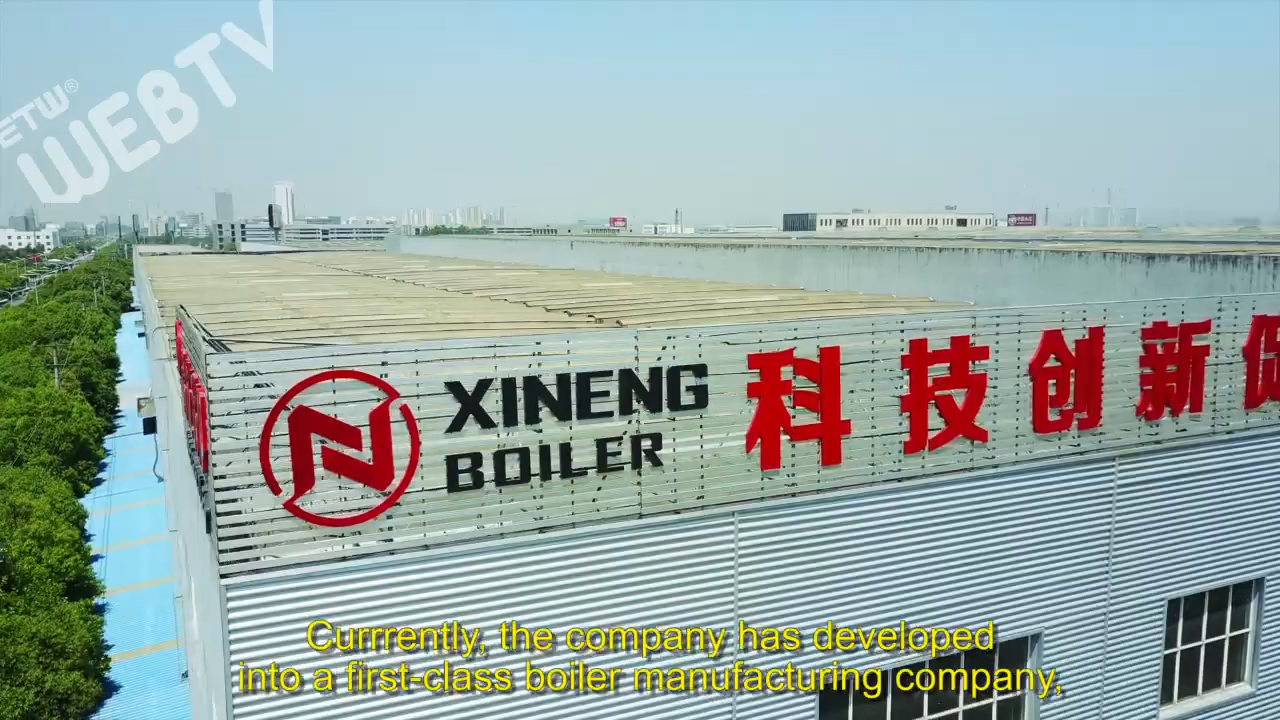 ETW®
WEBTV
XINENG
BOILER
科技创新促
Currrently, the company has developed
into a first-class boiler manufacturing company,